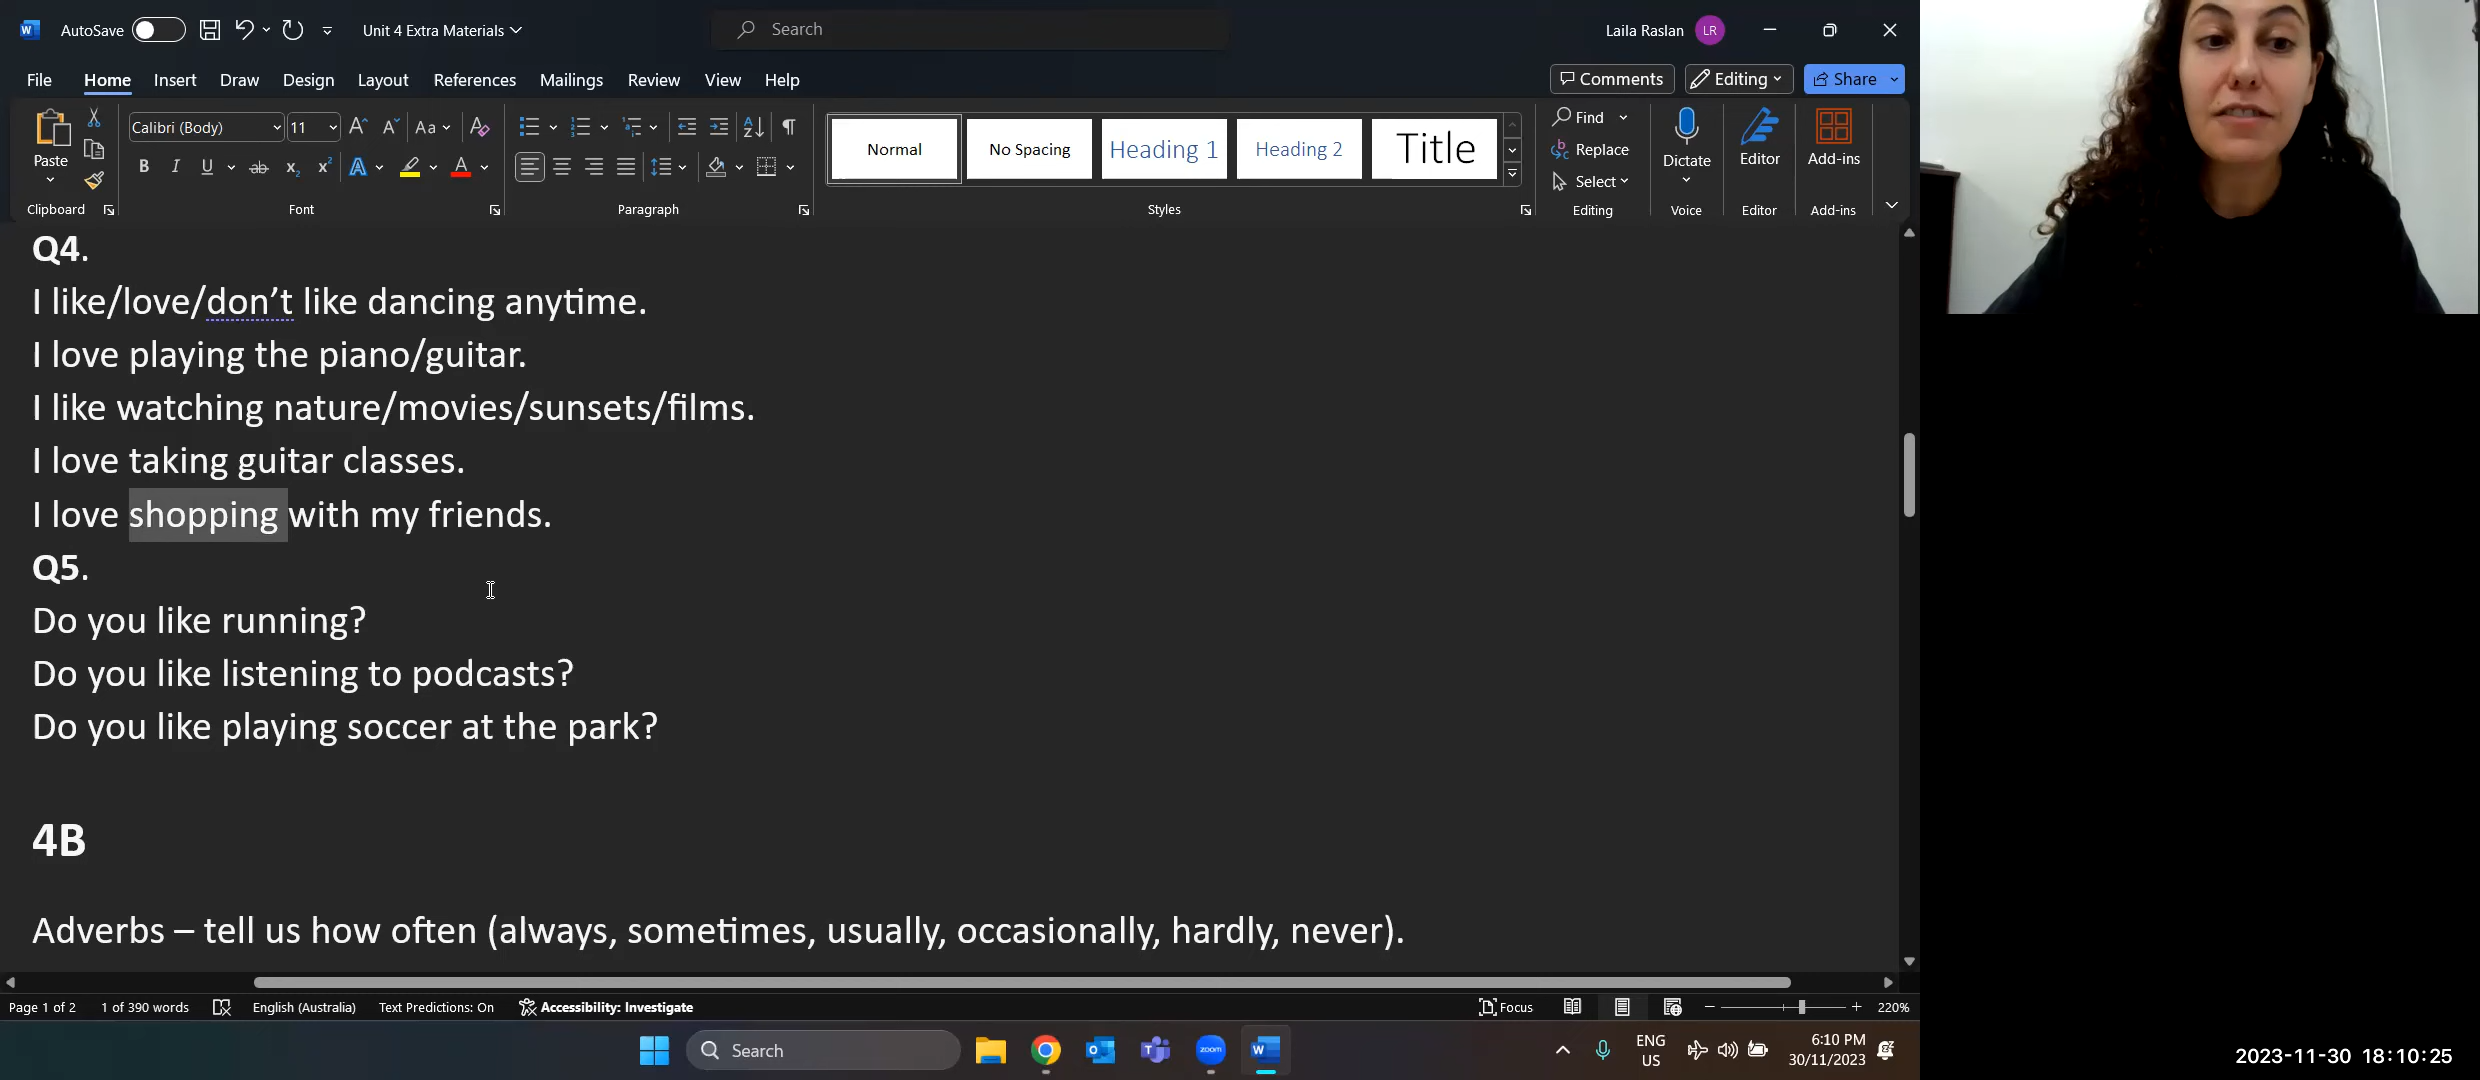 AutoSave
Unit 4 Extra Materials
Search
Laila Raslan LR
File Home Insert Draw Design Layout References Mailings Review View Help
Comments Editing Share
Paste
Calibri (Body) 11
Aa
B I U ab x₂ x² A A
Normal
No Spacing
Heading 1
Heading 2
Title
Find
Replace
Select
Dictate
Editor
Add-ins
Clipboard Font Paragraph Styles Editing Voice Editor Add-ins
Q4.
I like/love/don’t like dancing anytime.
I love playing the piano/guitar.
I like watching nature/movies/sunsets/films.
I love taking guitar classes.
I love shopping with my friends.
Q5.
Do you like running?
Do you like listening to podcasts?
Do you like playing soccer at the park?
4B
Adverbs – tell us how often (always, sometimes, usually, occasionally, hardly, never).
Page 1 of 2 1 of 390 words English (Australia) Text Predictions: On Accessibility: Investigate Focus 220%
Search
zoom
ENG
US
6:10 PM
30/11/2023
2023-11-30 18:10:25